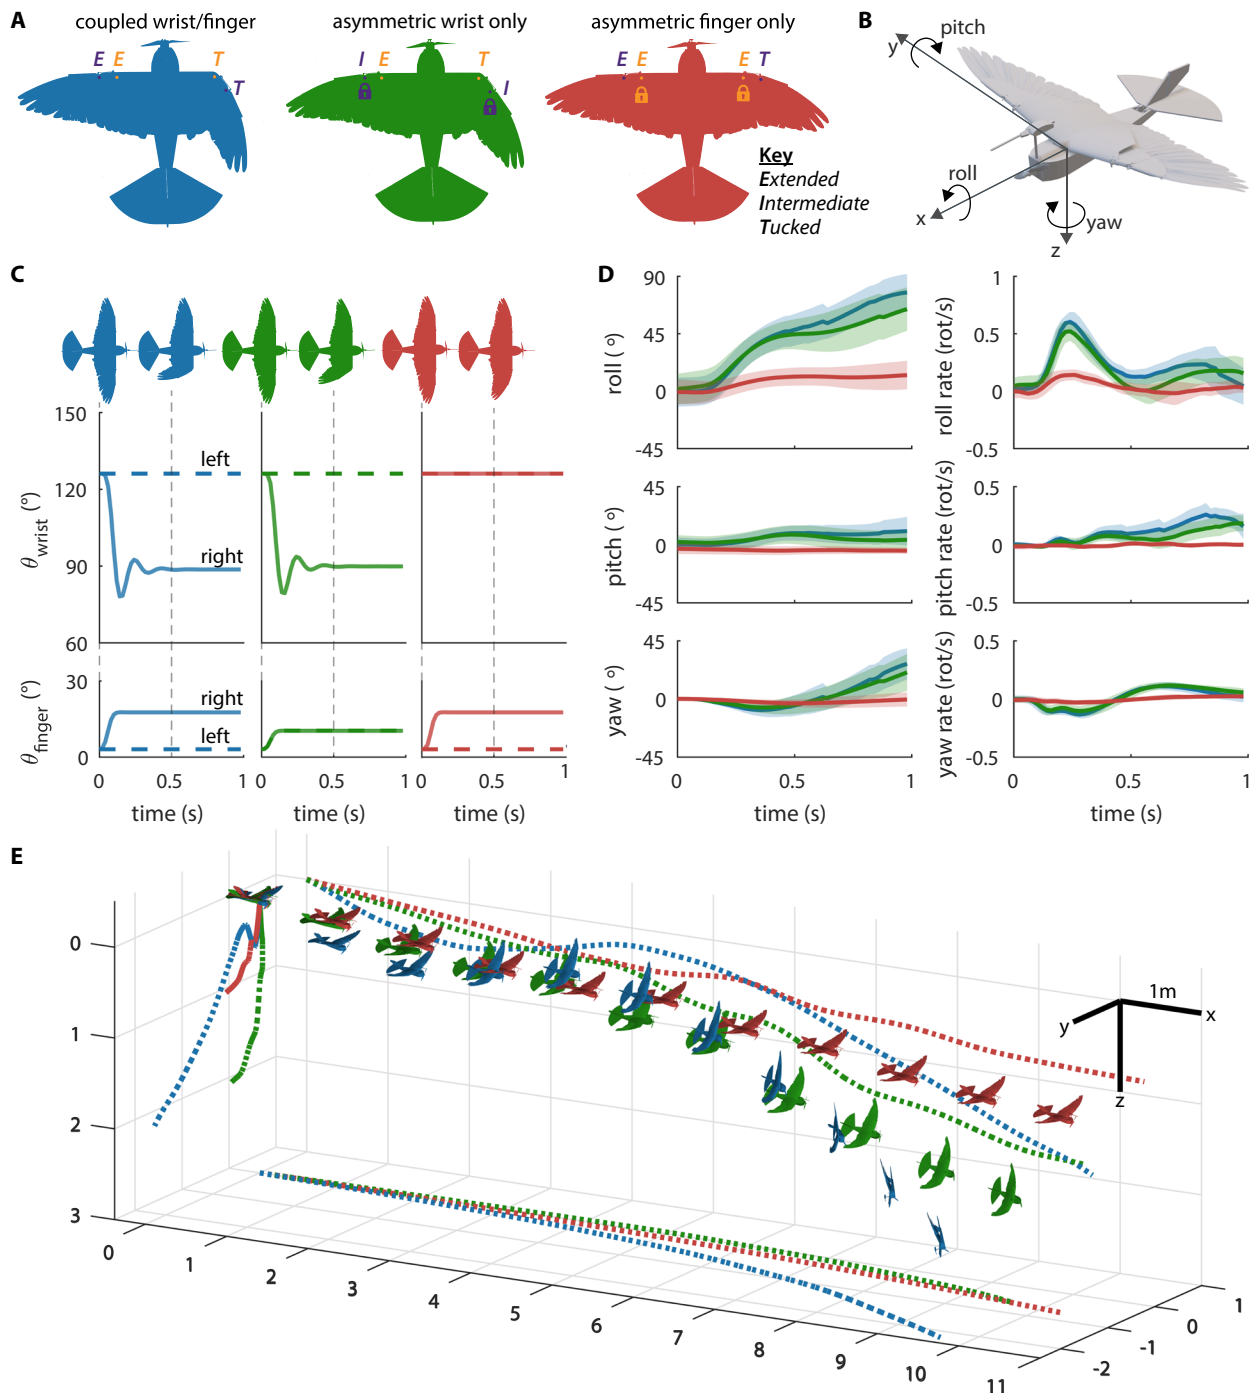 A
coupled wrist/finger
asymmetric wrist only
asymmetric finger only
E E T T
I E T I
E E E T
Key
Extended
Intermediate
Tucked
B
pitch
y
roll
x
yaw
z
C
150
120
90
60
θwrist (°)
left
right
30
0
θfinger (°)
right
left
0 0.5 1 0 0.5 1 0 0.5 1
time (s) time (s) time (s)
D
90
45
0
-45
roll ( °)
1
0.5
0
-0.5
roll rate (rot/s)
45
0
-45
pitch ( °)
0.5
0
-0.5
pitch rate (rot/s)
45
0
-45
yaw ( °)
0.5
0
-0.5
yaw rate (rot/s)
0 0.5 1 0 0.5 1
time (s) time (s)
E
0
1
2
3
0 1 2 3 4 5 6 7 8 9 10 11
-2 -1 0 1
1m
x
y
z